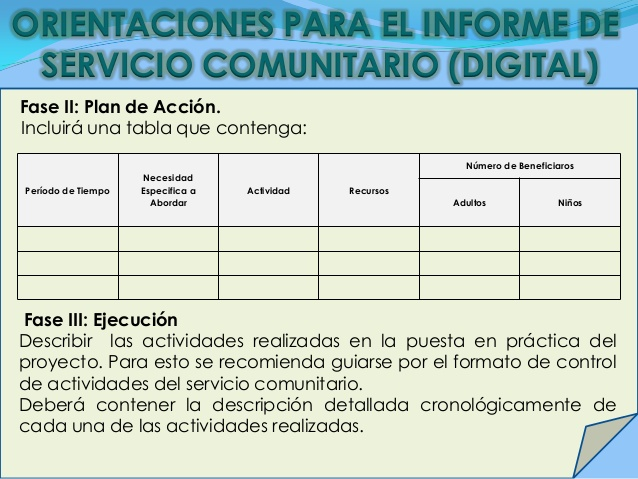 ORIENTACIONES PARA EL INFORME DE
SERVICIO COMUNITARIO (DIGITAL)
Fase II: Plan de Acción.
Incluirá una tabla que contenga:
Período de Tiempo
Necesidad
Especifica a
Abordar
Actividad
Recursos
Número de Beneficiaros
Adultos
Niños
Fase III: Ejecución
Describir las actividades realizadas en la puesta en práctica del
proyecto. Para esto se recomienda guiarse por el formato de control
de actividades del servicio comunitario.
Deberá contener la descripción detallada cronológicamente de
cada una de las actividades realizadas.